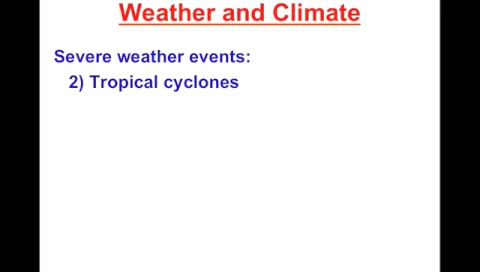 Weather and Climate
Severe weather events:
2) Tropical cyclones